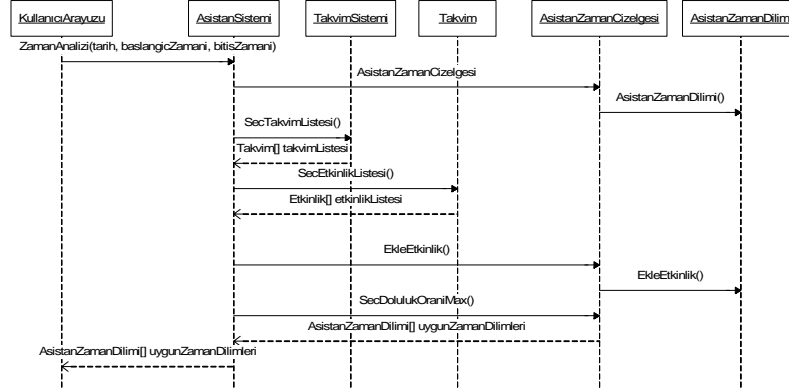 KullanıcıArayuzu
AsistanSistemi
TakvimSistemi
Takvim
AsistanZamanCizelgesi
AsistanZamanDilimi
ZamanAnalizi(tarih, baslangicZamani, bitisZamani)
AsistanZamanCizelgesi
AsistanZamanDilimi()
SecTakvimListesi()
Takvim[] takvimListesi
SecEtkinlikListesi()
Etkinlik[] etkinlikListesi
EkleEtkinlik()
EkleEtkinlik()
SecDolulukOraniMax()
AsistanZamanDilimi[] uygunZamanDilimleri
AsistanZamanDilimi[] uygunZamanDilimleri